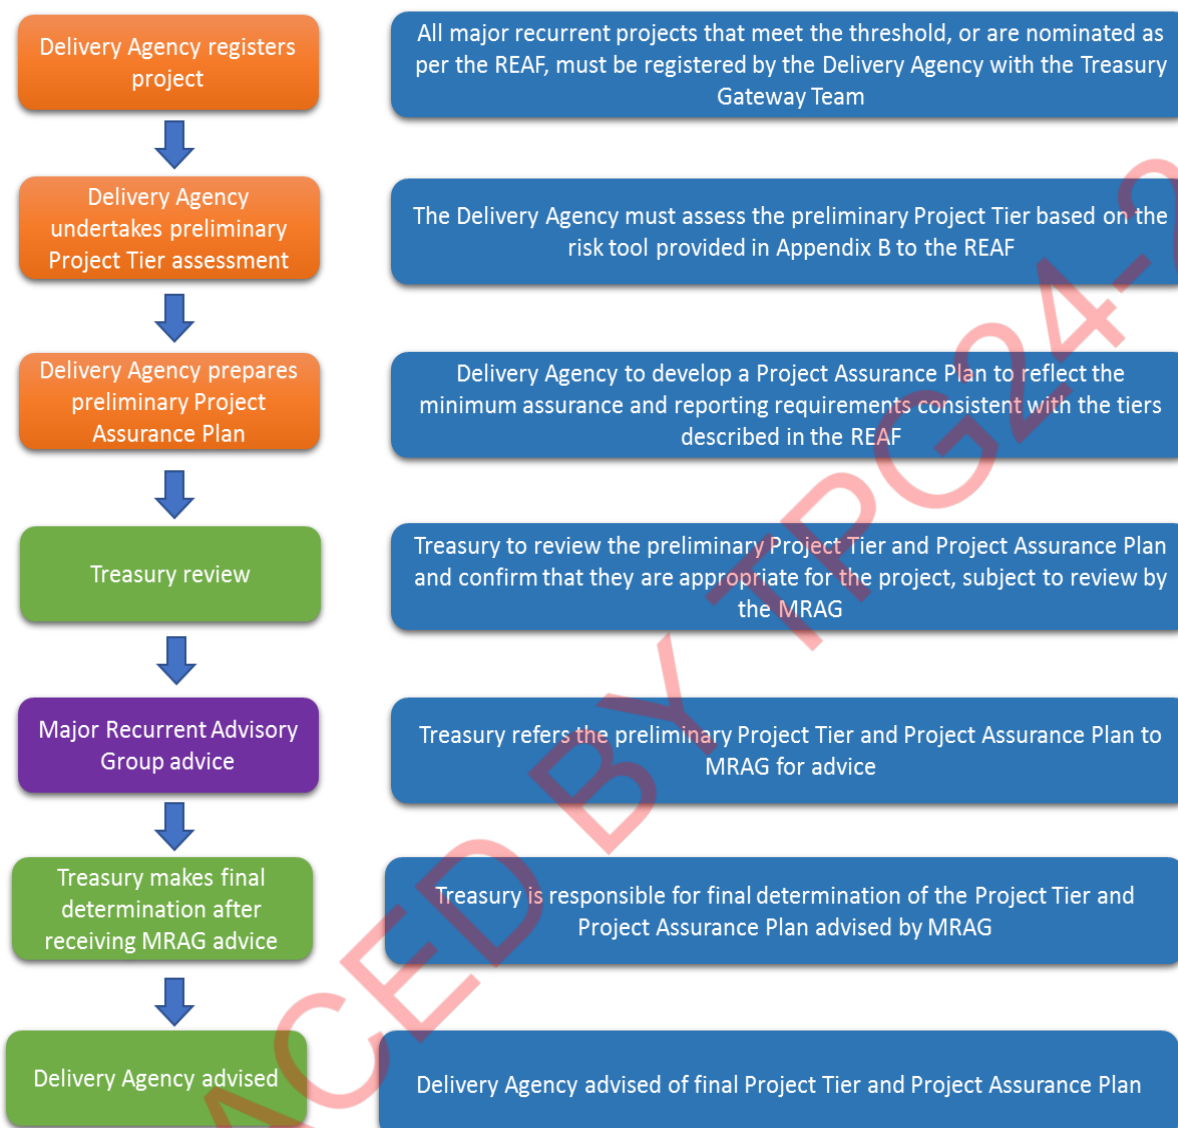 Delivery Agency registers
project
All major recurrent projects that meet the threshold, or are nominated as
per the REAF, must be registered by the Delivery Agency with the Treasury
Gateway Team
Delivery Agency
undertakes preliminary
Project Tier assessment
The Delivery Agency must assess the preliminary Project Tier based on the
risk tool provided in Appendix B to the REAF
Delivery Agency prepares
preliminary Project
Assurance Plan
Delivery Agency to develop a Project Assurance Plan to reflect the
minimum assurance and reporting requirements consistent with the tiers
described in the REAF
Treasury review
Treasury to review the preliminary Project Tier and Project Assurance Plan
and confirm that they are appropriate for the project, subject to review by
the MRAG
Major Recurrent Advisory
Group advice
Treasury refers the preliminary Project Tier and Project Assurance Plan to
MRAG for advice
Treasury makes final
determination after
receiving MRAG advice
Treasury is responsible for final determination of the Project Tier and
Project Assurance Plan advised by MRAG
Delivery Agency advised
Delivery Agency advised of final Project Tier and Project Assurance Plan
ACED BY TPG24-2